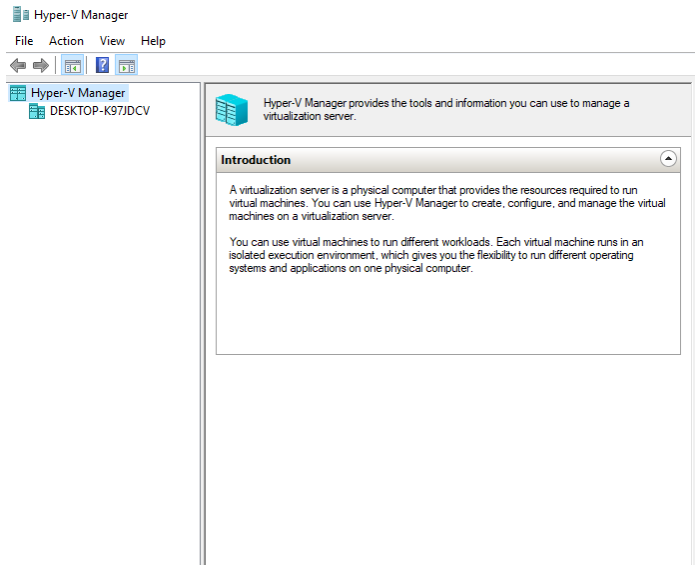 Hyper-V Manager
File Action View Help
Hyper-V Manager
DESKTOP-K97JDCV
Hyper-V Manager provides the tools and information you can use to manage a
virtualization server.
Introduction
A virtualization server is a physical computer that provides the resources required to run
virtual machines. You can use Hyper-V Manager to create, configure, and manage the virtual
machines on a virtualization server.
You can use virtual machines to run different workloads. Each virtual machine runs in an
isolated execution environment, which gives you the flexibility to run different operating
systems and applications on one physical computer.